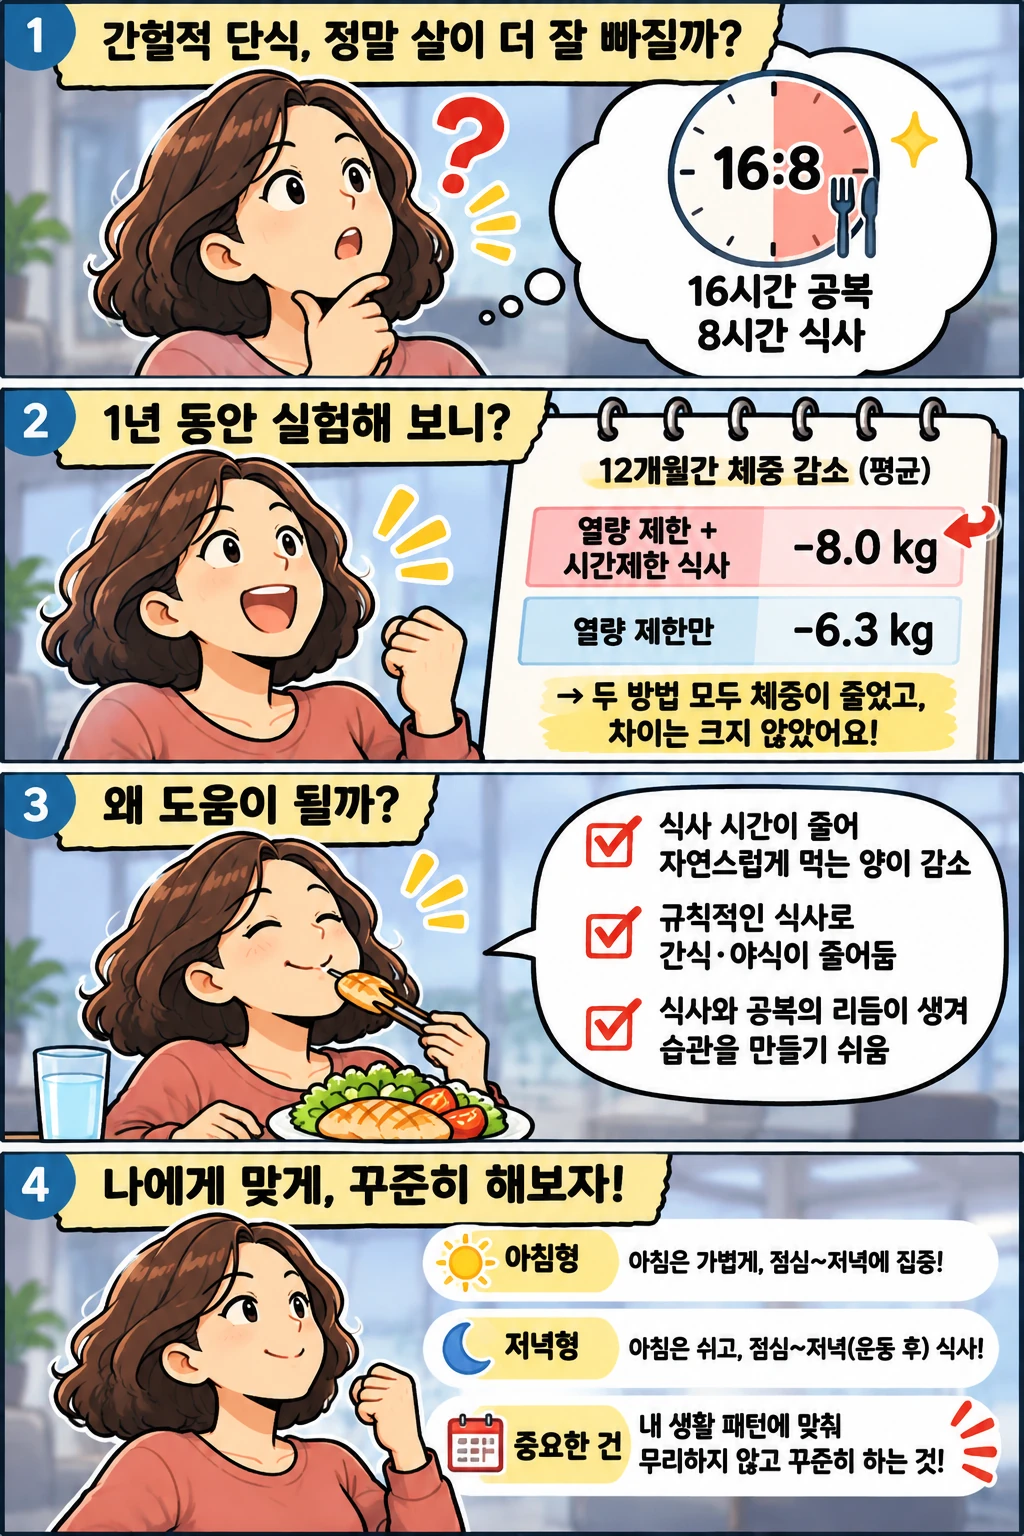 1
간헐적 단식, 정말 살이 더 잘 빠질까?
?
16:8
16시간 공복
8시간 식사
2
1년 동안 실험해 보니?
12개월간 체중 감소 (평균)
열량 제한 +
시간제한 식사
-8.0 kg
열량 제한만
-6.3 kg
→ 두 방법 모두 체중이 줄었고,
차이는 크지 않았어요!
3
왜 도움이 될까?
식사 시간이 줄어
자연스럽게 먹는 양이 감소
규칙적인 식사로
간식·야식이 줄어둠
식사와 공복의 리듬이 생겨
습관을 만들기 쉬움
4
나에게 맞게, 꾸준히 해보자!
아침형
아침은 가볍게, 점심~저녁에 집중!
저녁형
아침은 쉬고, 점심~저녁(운동 후) 식사!
중요한 건
내 생활 패턴에 맞춰
무리하지 않고 꾸준히 하는 것!